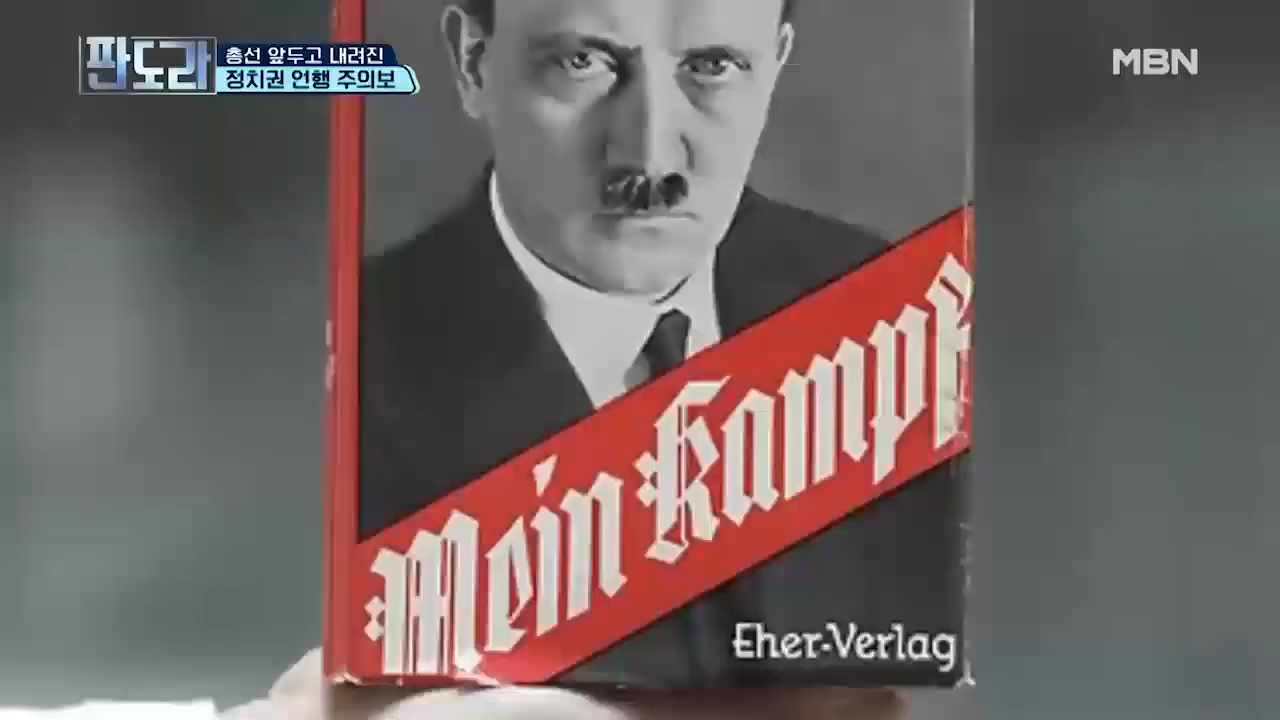 판도라
총선 앞두고 내려진
정치권 언행 주의보
MBN
Mein Kampf
Eher-Verlag